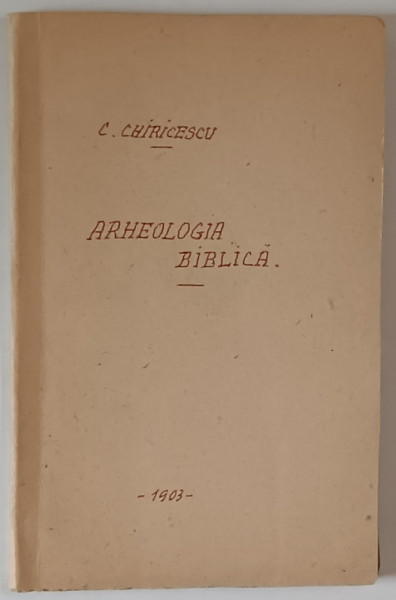 C. CHIRICESCU
ARHEOLOGIA
BIBLICĂ.
- 1903 -